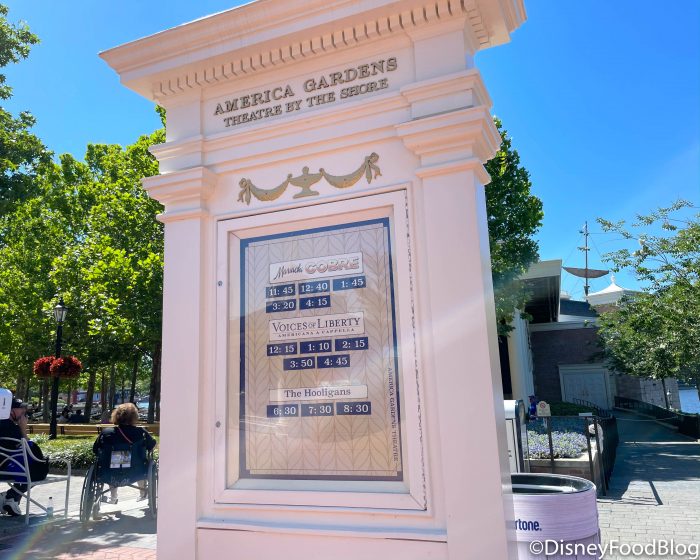 AMERICA GARDENS
THEATRE BY THE SHORE
Mariachi COBRE
11:45 12:40 1:45
3:20 4:15
VOICES OF LIBERTY
AMERICANA A CAPPELLA
12:15 1:10 2:15
3:50 4:45
The Hooligans
6:30 7:30 8:30
AMERICA GARDENS THEATRE
rtone.
©DisneyFoodBlog